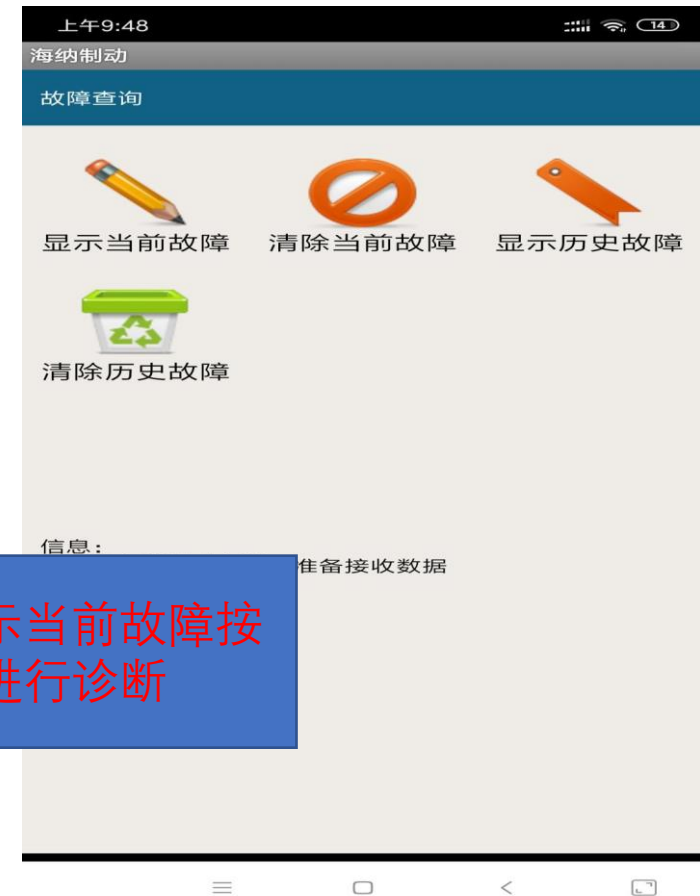 上午9:48
14
海纳制动
故障查询
显示当前故障 清除当前故障 显示历史故障
清除历史故障
信息:
准备接收数据
示当前故障按
进行诊断